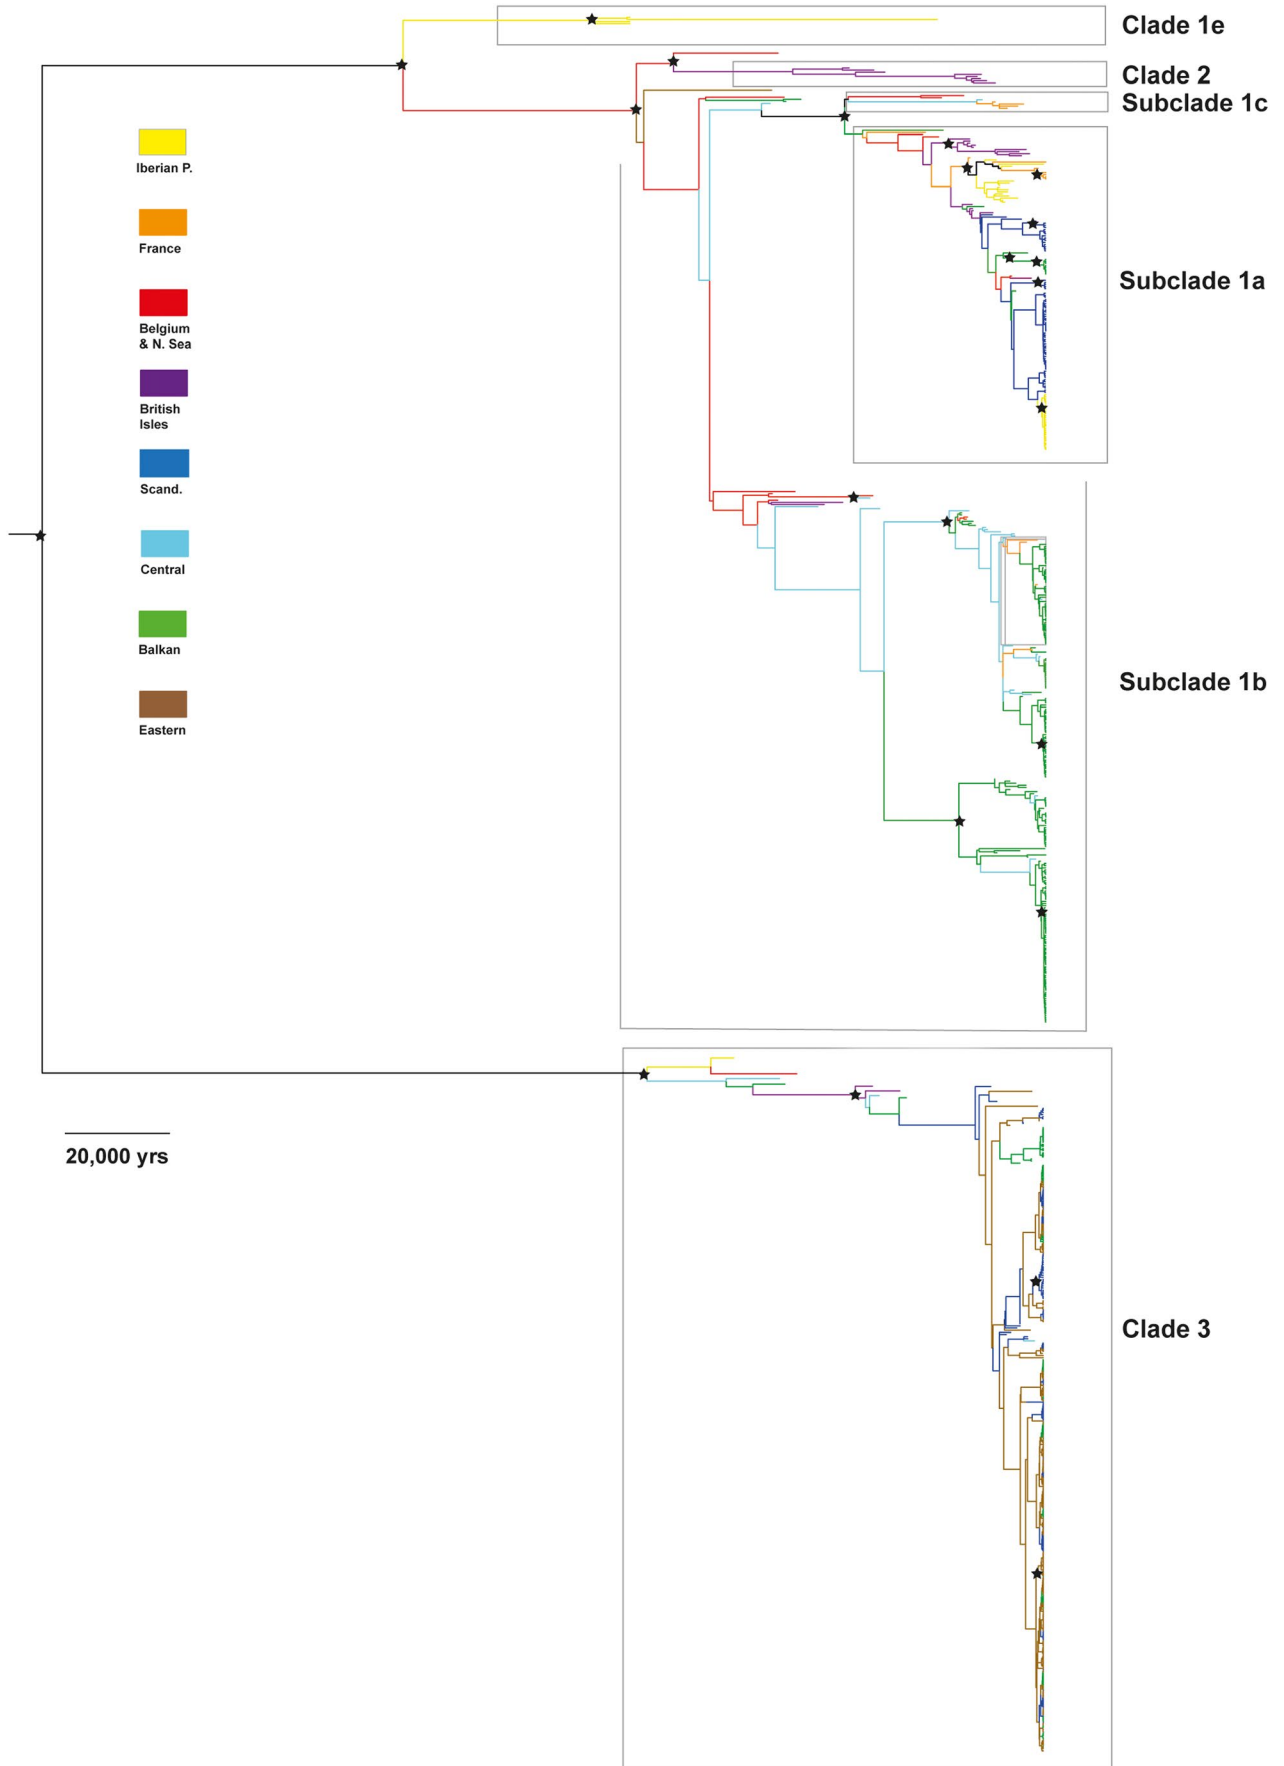 Clade 1e
Clade 2
Subclade 1c
Iberian P.
France
Subclade 1a
Belgium
& N. Sea
British
Isles
Scand.
Central
Balkan
Subclade 1b
Eastern
20,000 yrs
Clade 3